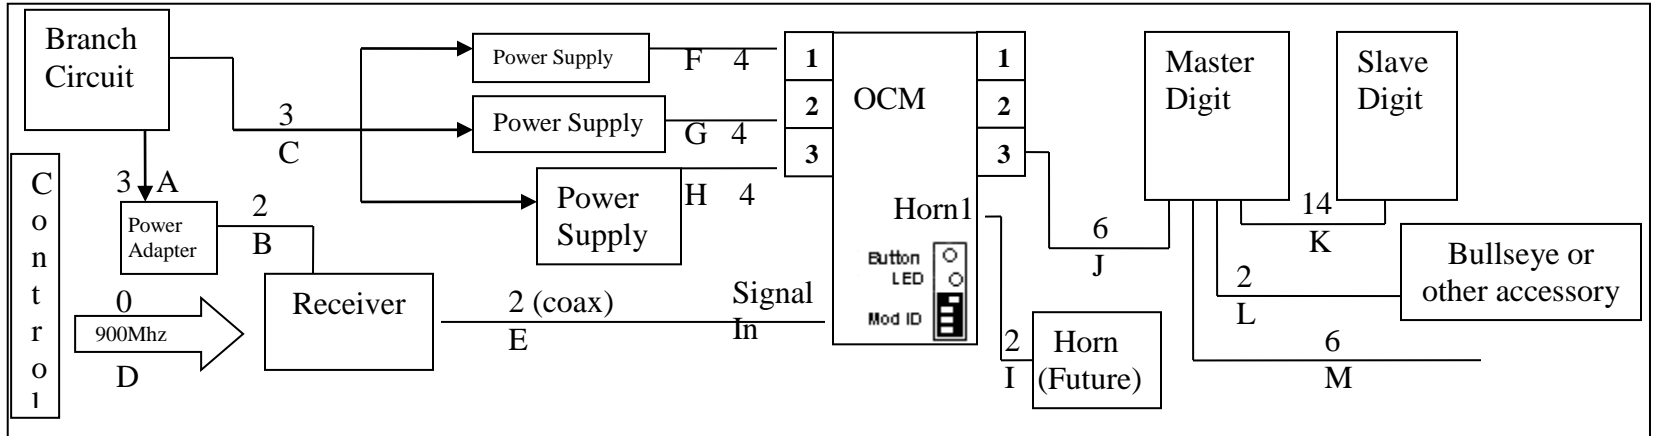 Branch
Circuit
3
C
Power Supply
F 4
Power Supply
G 4
Power
Supply
H 4
1
2
3
OCM
1
2
3
Horn1
Button
LED
Mod ID
Master
Digit
Slave
Digit
14
K
6
J
2
L
Bullseye or
other accessory
6
M
2
I
Horn
(Future)
C
o
n
t
r
o
l
3 A
Power
Adapter
2
B
0
900Mhz
D
Receiver
2 (coax)
E
Signal
In